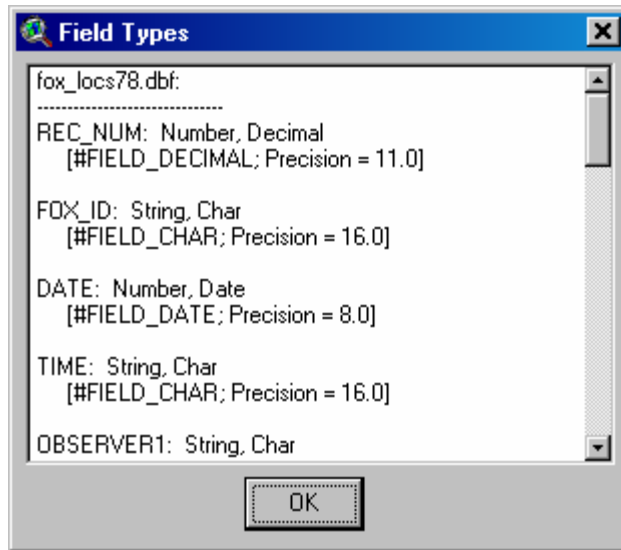 Field Types
fox_locs78.dbf:
-------------------------------
REC_NUM: Number, Decimal
[#FIELD_DECIMAL; Precision = 11.0]
FOX_ID: String, Char
[#FIELD_CHAR; Precision = 16.0]
DATE: Number, Date
[#FIELD_DATE; Precision = 8.0]
TIME: String, Char
[#FIELD_CHAR; Precision = 16.0]
OBSERVER1: String, Char
OK